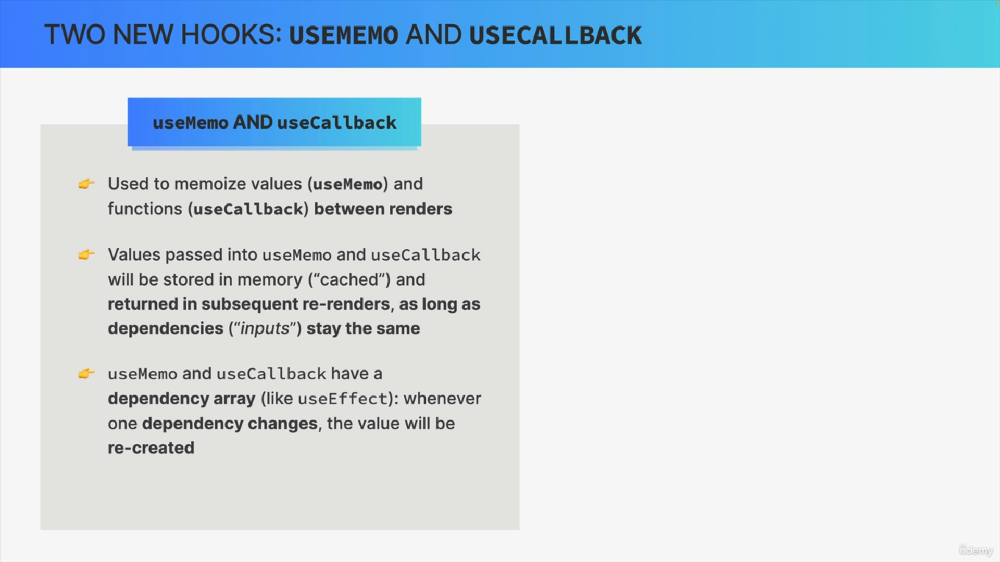 TWO NEW HOOKS: USEMEMO AND USECALLBACK
useMemo AND useCallback
👉 Used to memoize values (useMemo) and
functions (useCallback) between renders
👉 Values passed into useMemo and useCallback
will be stored in memory (“cached”) and
returned in subsequent re-renders, as long as
dependencies (“inputs”) stay the same
👉 useMemo and useCallback have a
dependency array (like useEffect): whenever
one dependency changes, the value will be
re-created
ûdemy